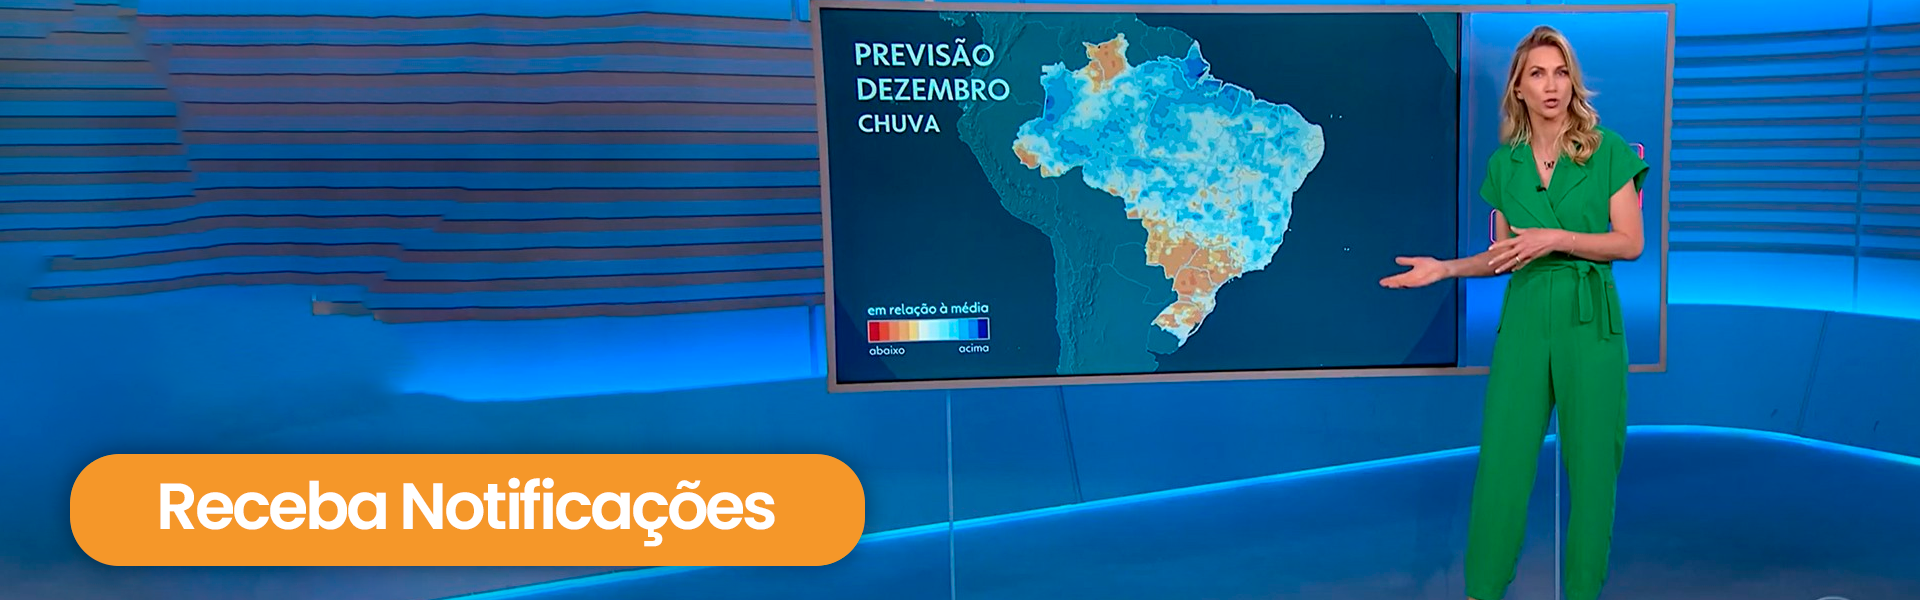 PREVISÃO
DEZEMBRO
CHUVA
em relação à média
abaixo acima
Receba Notificações